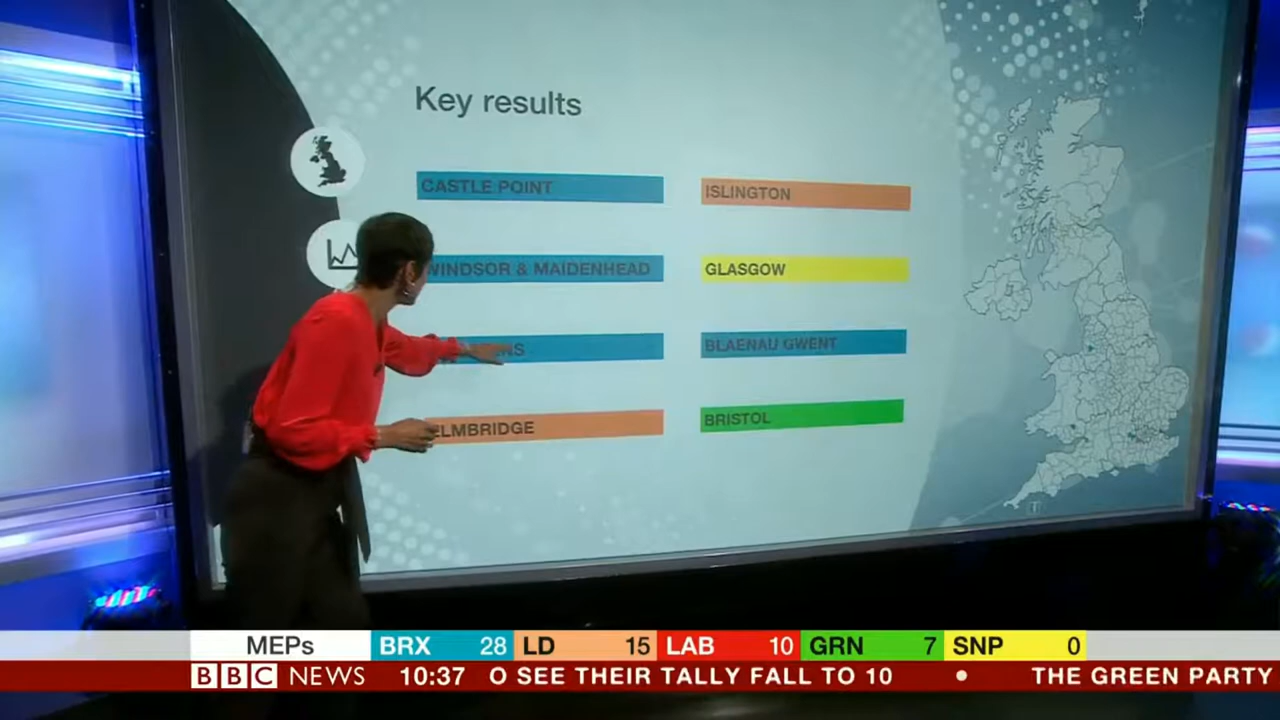 Key results
CASTLE POINT
ISLINGTON
WINDSOR & MAIDENHEAD
GLASGOW
BLAENAU GWENT
ELMBRIDGE
BRISTOL
MEPs BRX 28 LD 15 LAB 10 GRN 7 SNP 0
BBC NEWS 10:37 O SEE THEIR TALLY FALL TO 10 • THE GREEN PARTY